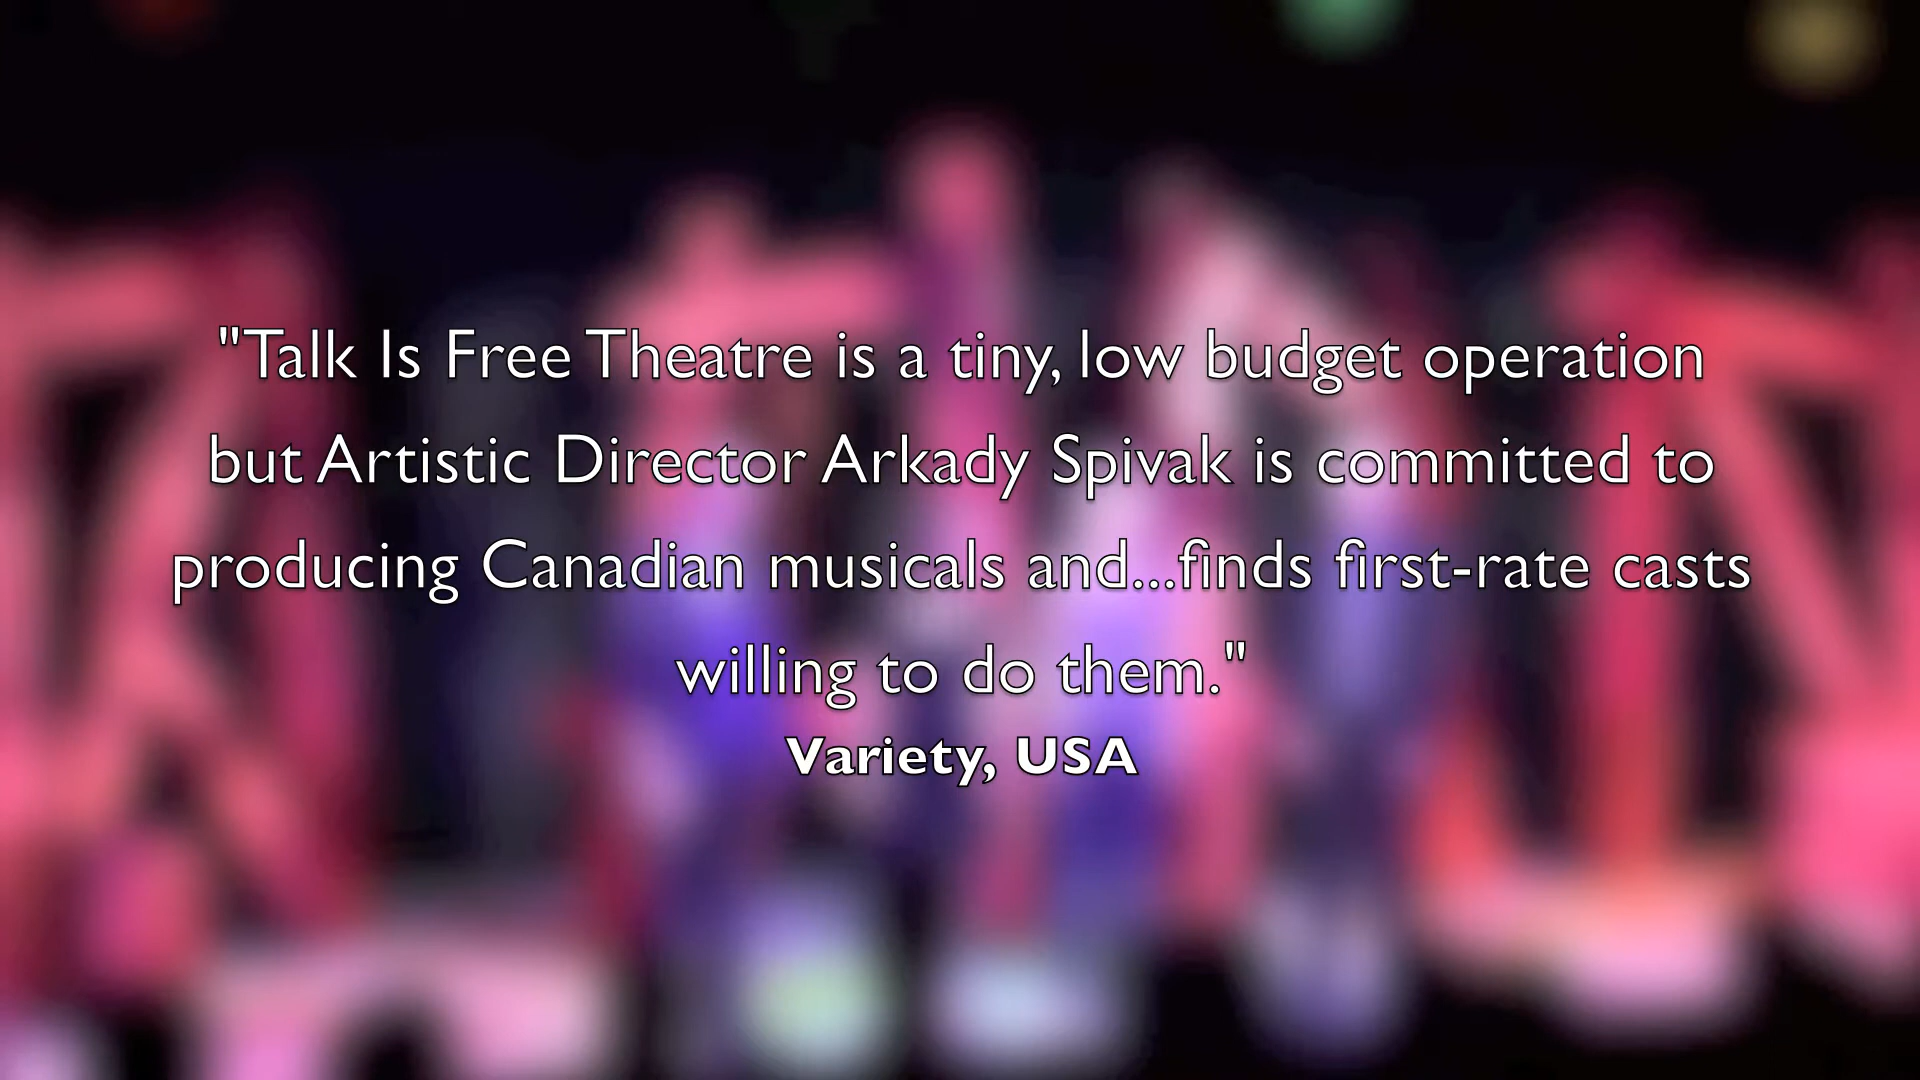 "Talk Is Free Theatre is a tiny, low budget operation
but Artistic Director Arkady Spivak is committed to
producing Canadian musicals and...finds first-rate casts
willing to do them."
Variety, USA